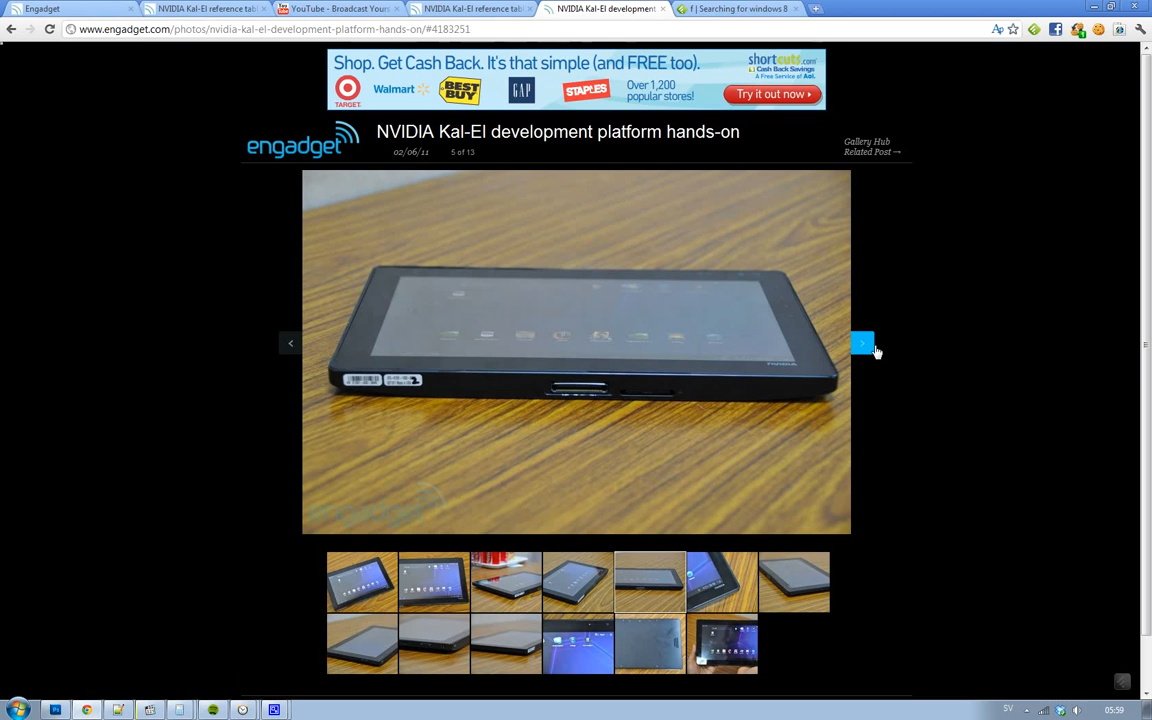 Engadget
NVIDIA Kal-El reference tabl
YouTube - Broadcast Yours
NVIDIA Kal-El reference tabl
NVIDIA Kal-El development
f | Searching for windows 8
www.engadget.com/photos/nvidia-kal-el-development-platform-hands-on/#4183251
Shop. Get Cash Back. It's that simple (and FREE too).
shortcuts.com
Cash Back Savings
A Free Service of Aol.
TARGET.
Walmart
BEST BUY
GAP
STAPLES
Over 1,200
popular stores!
Try it out now
engadget
NVIDIA Kal-El development platform hands-on
02/06/11
5 of 13
Gallery Hub
Related Post →
NVIDIA
engadget
SV
05:59